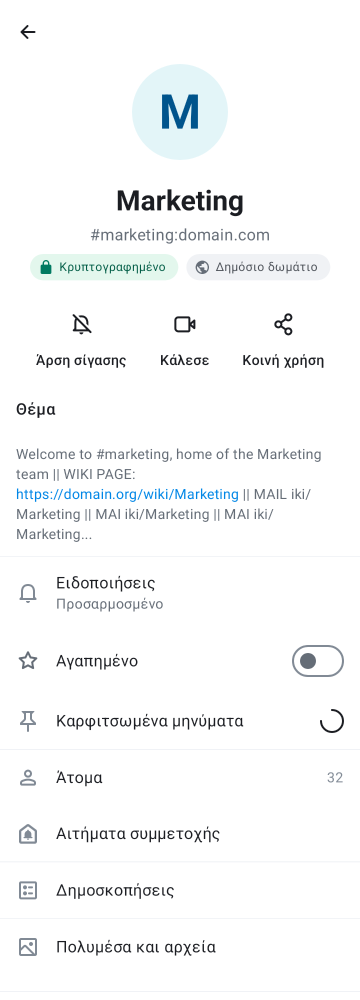 M
Marketing
#marketing:domain.com
Κρυπτογραφημένο Δημόσιο δωμάτιο
Άρση σίγασης Κάλεσε Κοινή χρήση
Θέμα
Welcome to #marketing, home of the Marketing
team || WIKI PAGE:
https://domain.org/wiki/Marketing || MAIL iki/
Marketing || MAI iki/Marketing || MAI iki/
Marketing...
Ειδοποιήσεις
Προσαρμοσμένο
Αγαπημένο
Καρφιτσωμένα μηνύματα
Άτομα 32
Αιτήματα συμμετοχής
Δημοσκοπήσεις
Πολυμέσα και αρχεία